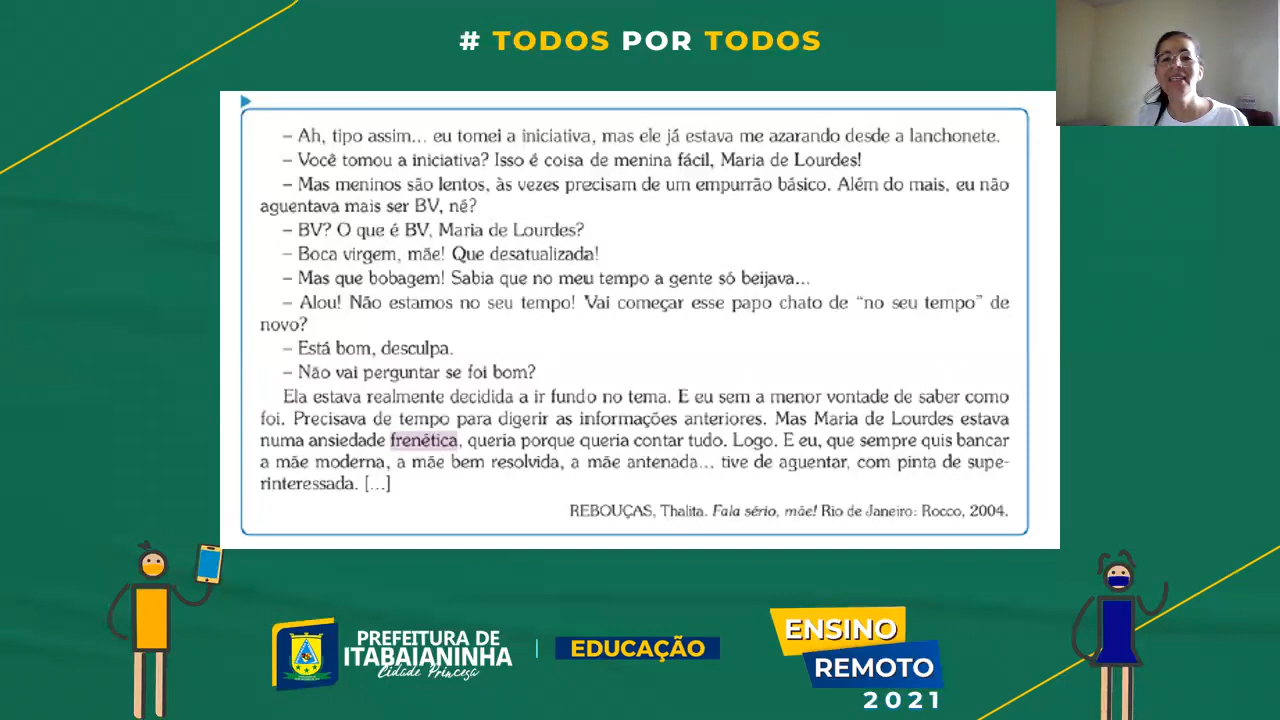 # TODOS POR TODOS
– Ah, tipo assim... eu tomei a iniciativa, mas ele já estava me azarando desde a lanchonete.
– Você tomou a iniciativa? Isso é coisa de menina fácil, Maria de Lourdes!
– Mas meninos são lentos, às vezes precisam de um empurrão básico. Além do mais, eu não
aguentava mais ser BV, né?
– BV? O que é BV, Maria de Lourdes?
– Boca virgem, mãe! Que desatualizada!
– Mas que bobagem! Sabia que no meu tempo a gente só beijava...
– Alou! Não estamos no seu tempo! Vai começar esse papo chato de “no seu tempo” de
novo?
– Está bom, desculpa.
– Não vai perguntar se foi bom?
Ela estava realmente decidida a ir fundo no tema. E eu sem a menor vontade de saber como
foi. Precisava de tempo para digerir as informações anteriores. Mas Maria de Lourdes estava
numa ansiedade frenética, queria porque queria contar tudo. Logo. E eu, que sempre quis bancar
a mãe moderna, a mãe bem resolvida, a mãe antenada... tive de aguentar, com pinta de supe-
rinteressada. [...]
REBOUÇAS, Thalita. Fala sério, mãe! Rio de Janeiro: Rocco, 2004.
PREFEITURA DE
ITABAIANINHA
Cidade Princesa
EDUCAÇÃO
ENSINO
REMOTO
2021